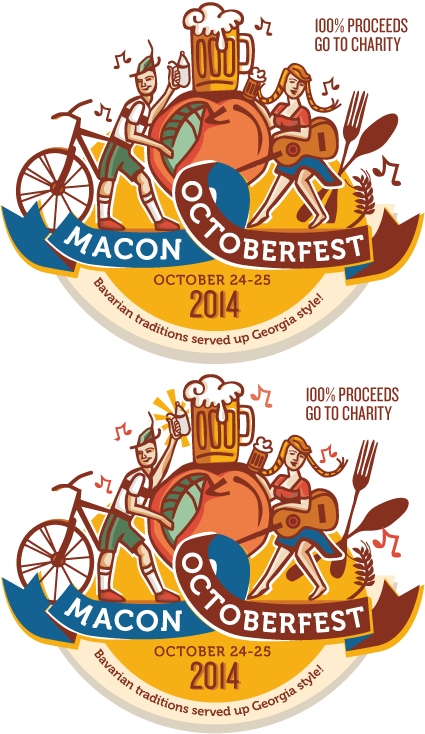 100% PROCEEDS
GO TO CHARITY
MACON OCTOBERFEST
OCTOBER 24-25
2014
Bavarian traditions served up Georgia style!
100% PROCEEDS
GO TO CHARITY
MACON OCTOBERFEST
OCTOBER 24-25
2014
Bavarian traditions served up Georgia style!